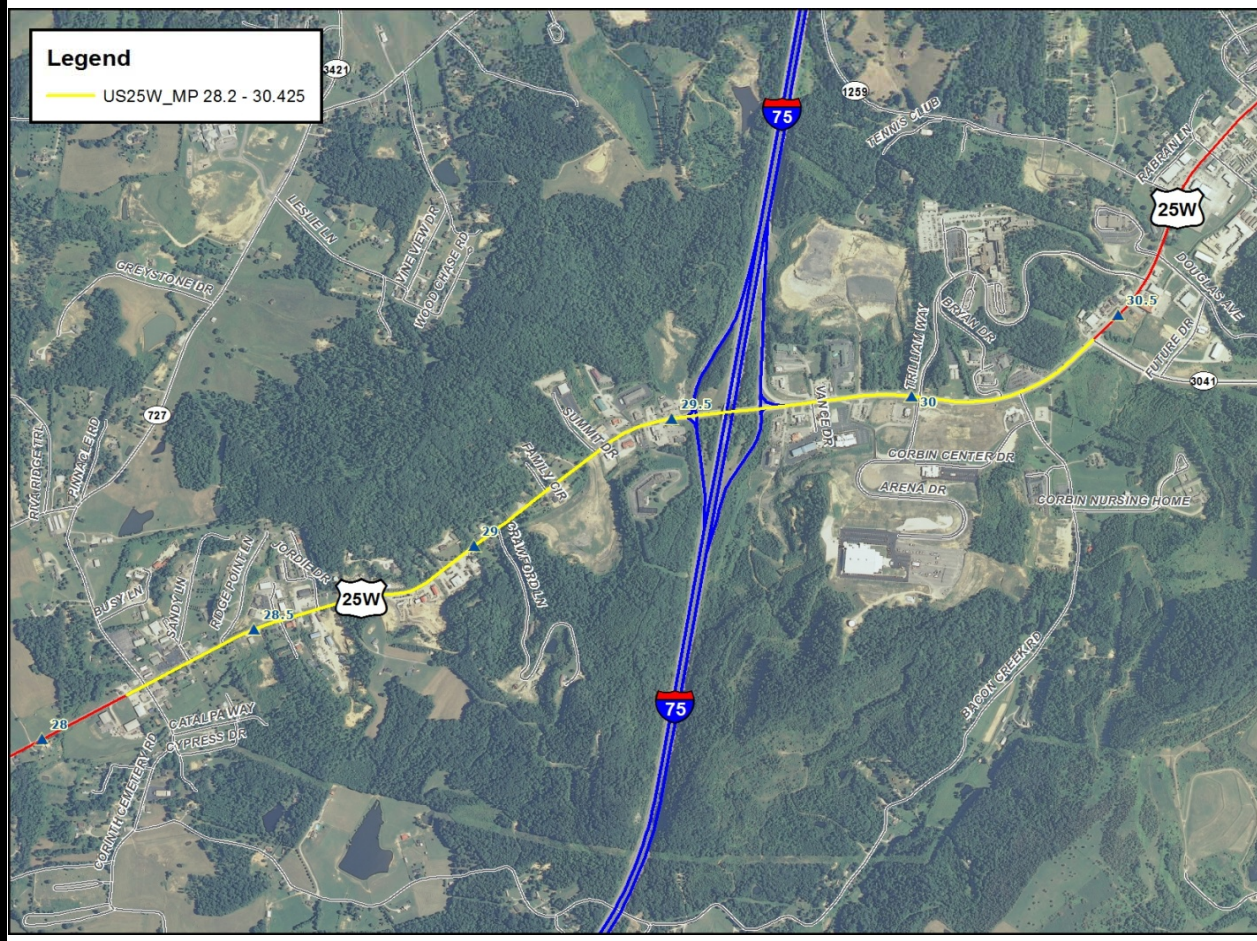 Legend
US25W_MP 28.2 - 30.425
3421
75
1259
TENNIS CLUB
RABRAN LN
25W
LESLIE LN
VINEVIEW DR
WOOD CHASE RD
GREYSTONE DR
DOUGLAS AVE
30.5
TRILLIAM WAY
BRYAN DR
FUTURE DR
3041
727
RIVA RIDGE TRL
PINNACLE RD
SUMMIT DR
29.5
30
VANCE DR
FAMILY CIR
CORBIN CENTER DR
ARENA DR
CORBIN NURSING HOME
29
CRAWFORD LN
JORDIE DR
25W
BUSY LN
SANDY LN
RIDGE POINT LN
28.5
28
CATALPA WAY
CYPRESS DR
75
BACON CREEK RD
CORINTH CEMETERY RD